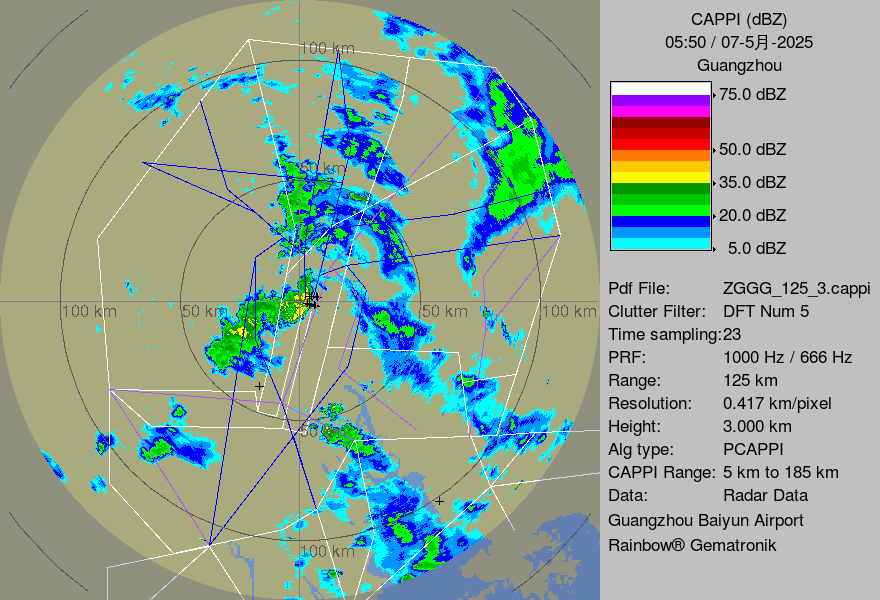 CAPPI (dBZ)
05:50 / 07-5月-2025
Guangzhou
75.0 dBZ
50.0 dBZ
35.0 dBZ
20.0 dBZ
5.0 dBZ
Pdf File: ZGGG_125_3.cappi
Clutter Filter: DFT Num 5
Time sampling:23
PRF: 1000 Hz / 666 Hz
Range: 125 km
Resolution: 0.417 km/pixel
Height: 3.000 km
Alg type: PCAPPI
CAPPI Range: 5 km to 185 km
Data: Radar Data
Guangzhou Baiyun Airport
Rainbow® Gematronik
100 km
50 km
100 km
50 km
50 km
100 km
50 km
100 km